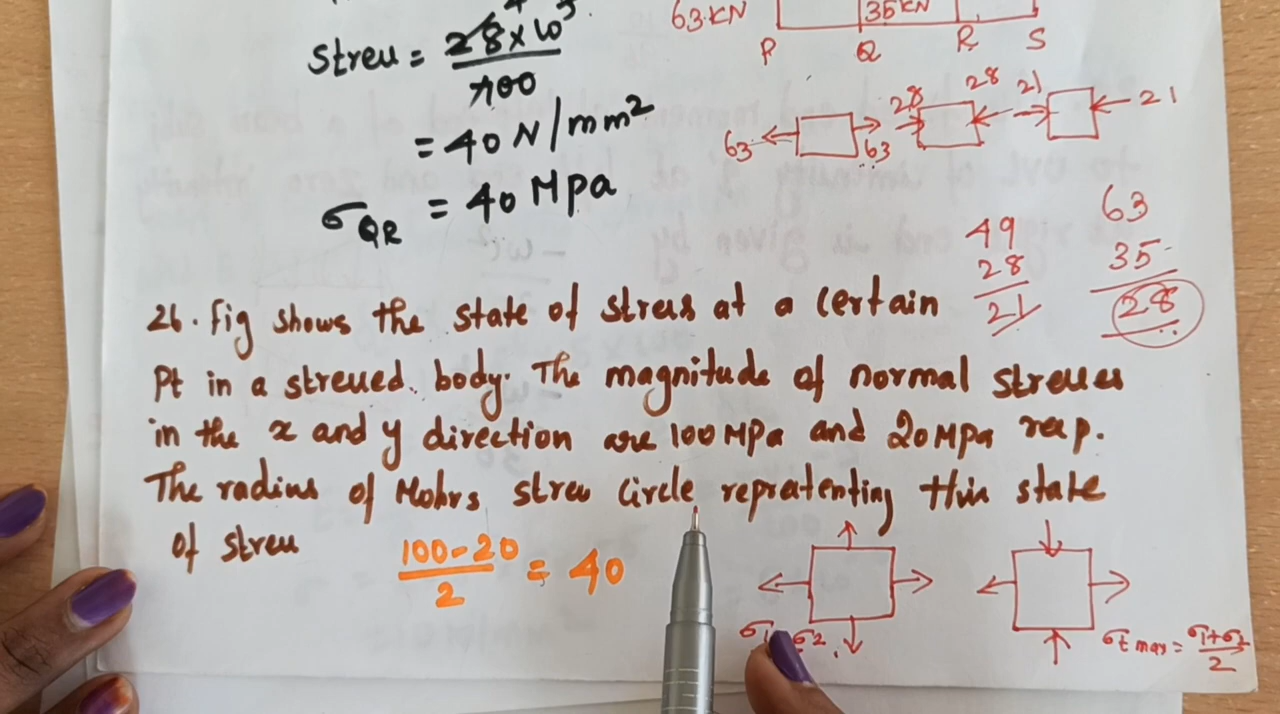 63 KN 35 KN
P Q R S
Stress = 28 x 10³
700
= 40 N/mm²
σQR = 40 Mpa
63 63 28 28 21 21
49
28
21
63
35
28
26. Fig shows the state of stress at a certain
Pt in a stressed body. The magnitude of normal stresses
in the x and y direction are 100 MPa and 20 MPa resp.
The radius of Mohrs stress circle repratenting this state
of stress 100-20 = 40
2
σ2
σt max = σ1+σ2
2